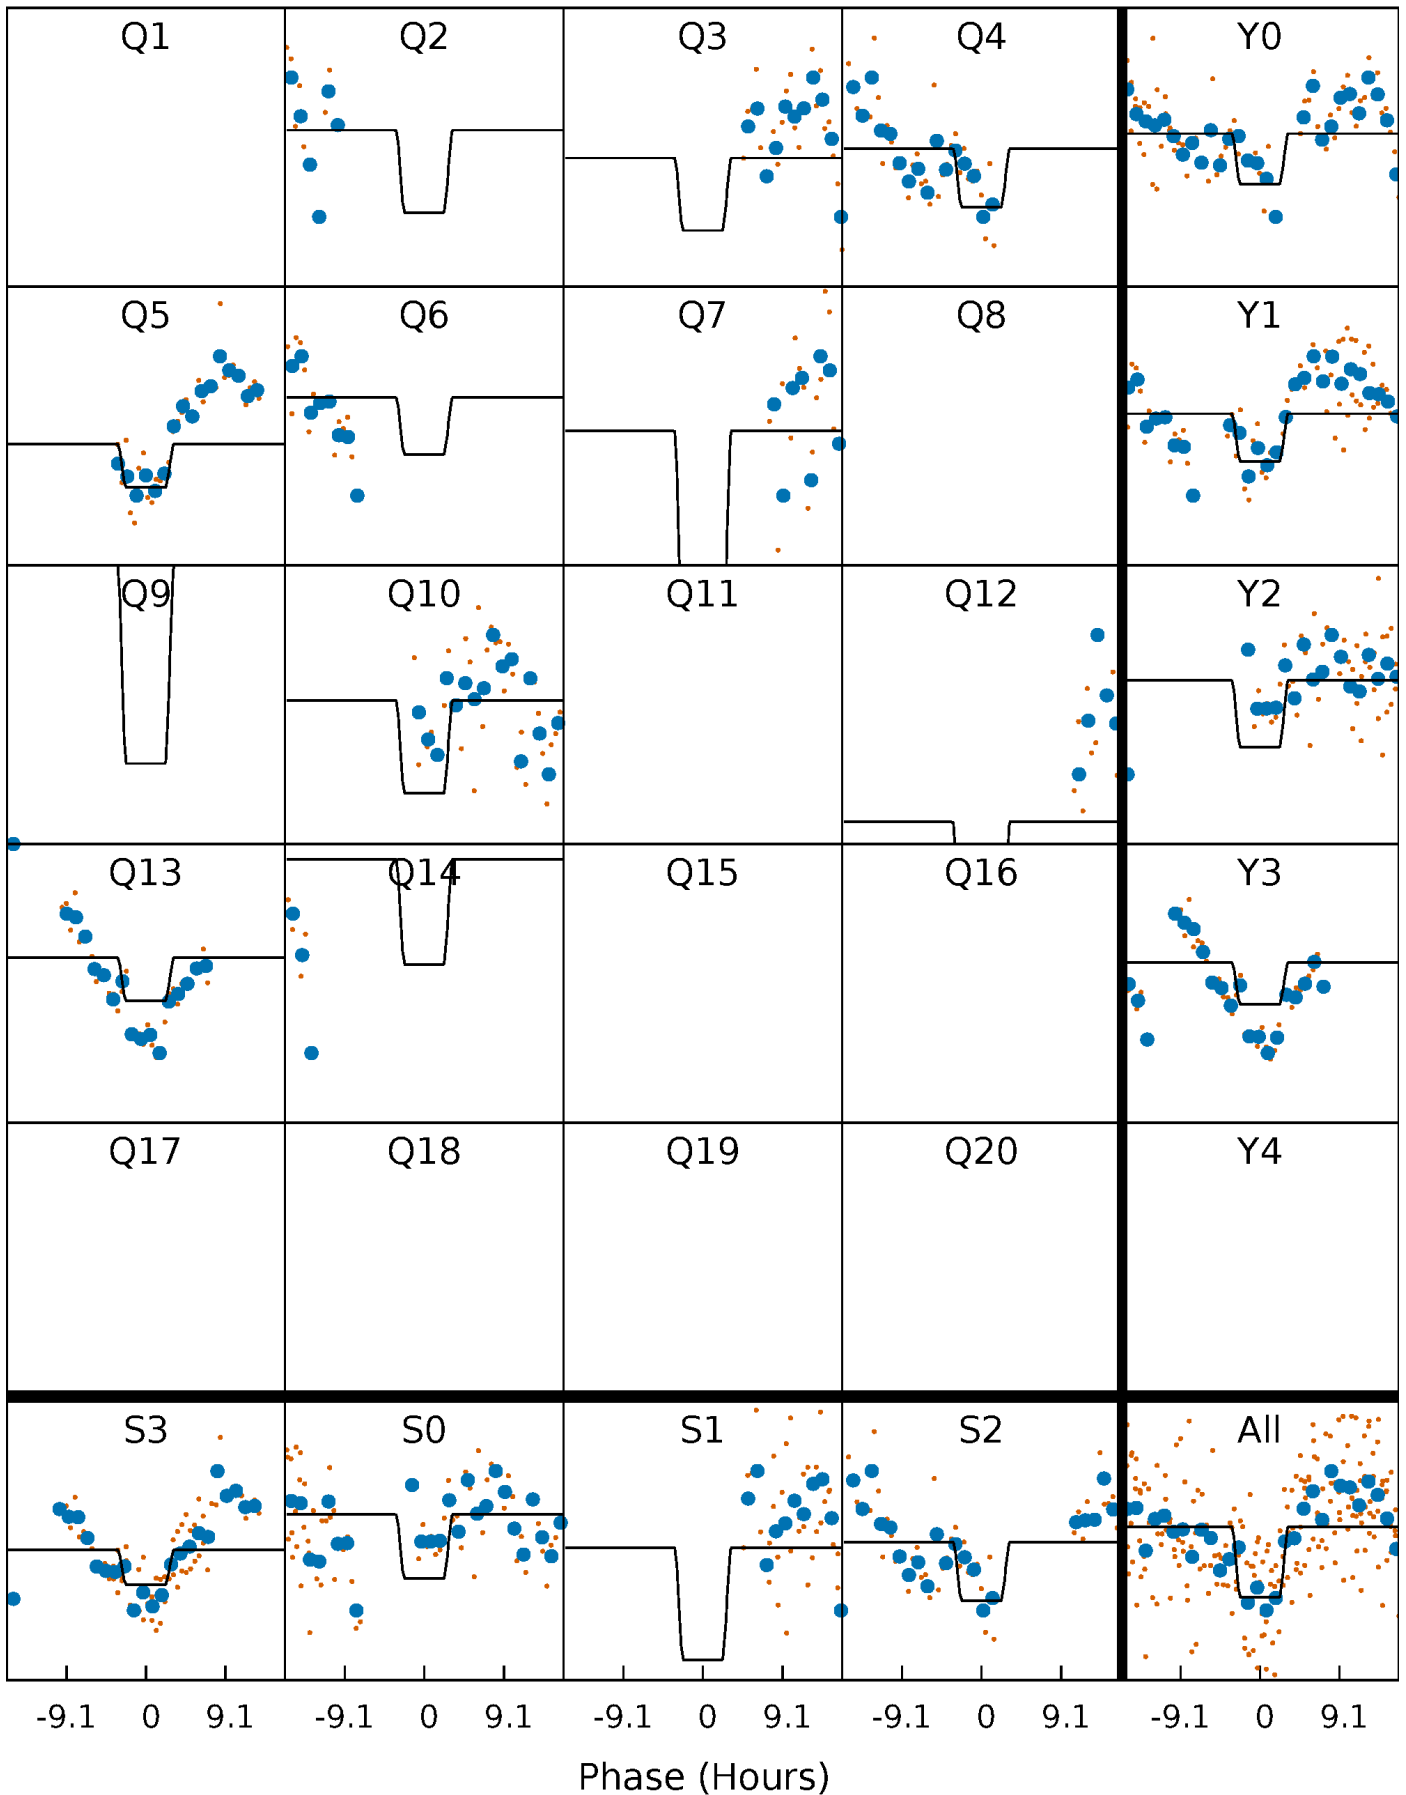 Q1 Q2 Q3 Q4 Y0
Q5 Q6 Q7 Q8 Y1
Q9 Q10 Q11 Q12 Y2
Q13 Q14 Q15 Q16 Y3
Q17 Q18 Q19 Q20 Y4
S3 S0 S1 S2 All
-9.1 0 9.1 -9.1 0 9.1 -9.1 0 9.1 -9.1 0 9.1 -9.1 0 9.1
Phase (Hours)